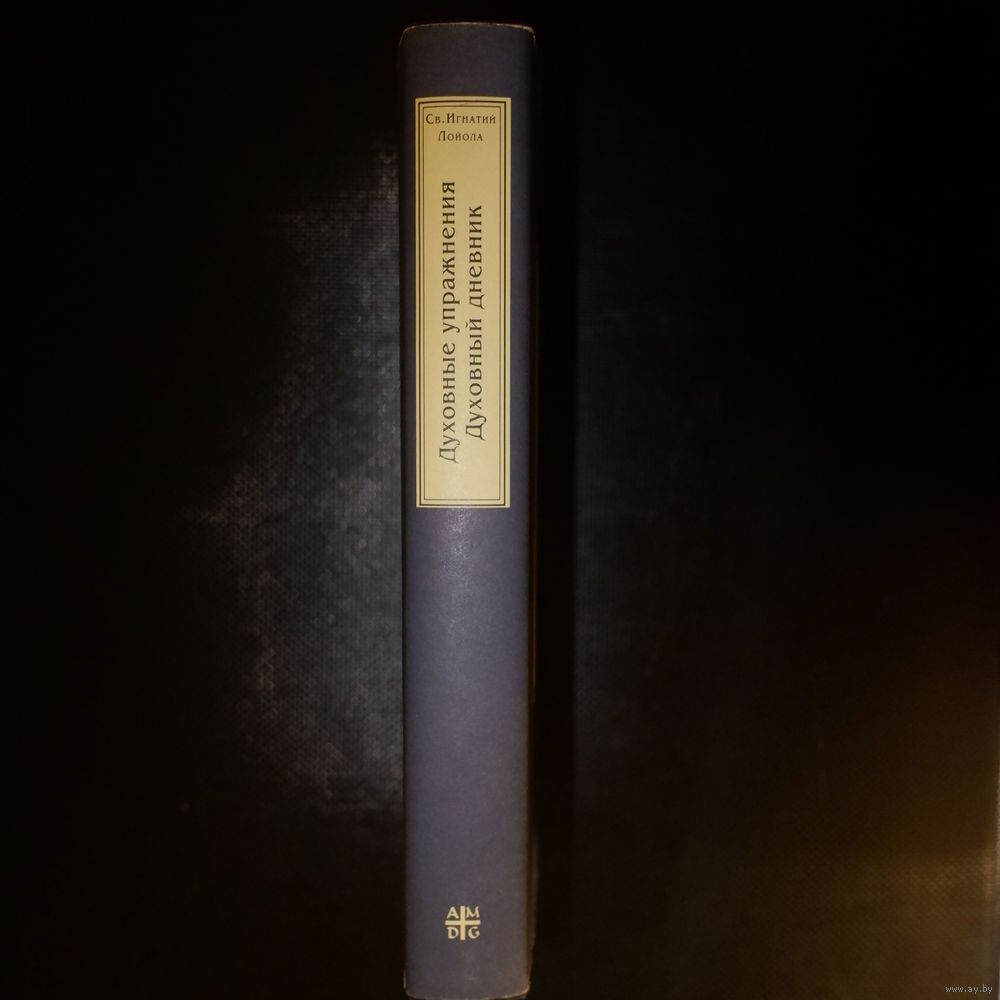 Св. Игнатий
Лойола
Духовные упражнения
Духовный дневник
A M
D G
www.ay.by